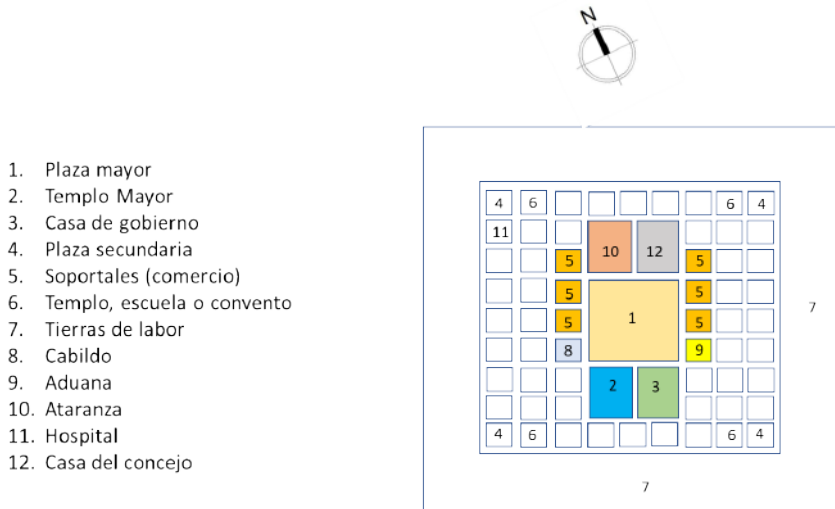 N
1. Plaza mayor
2. Templo Mayor
3. Casa de gobierno
4. Plaza secundaria
5. Soportales (comercio)
6. Templo, escuela o convento
7. Tierras de labor
8. Cabildo
9. Aduana
10. Ataranza
11. Hospital
12. Casa del concejo
4 6 6 4
11 10 12
5 5
5 1 5 7
5 5
8 9
2 3
4 6 6 4
7